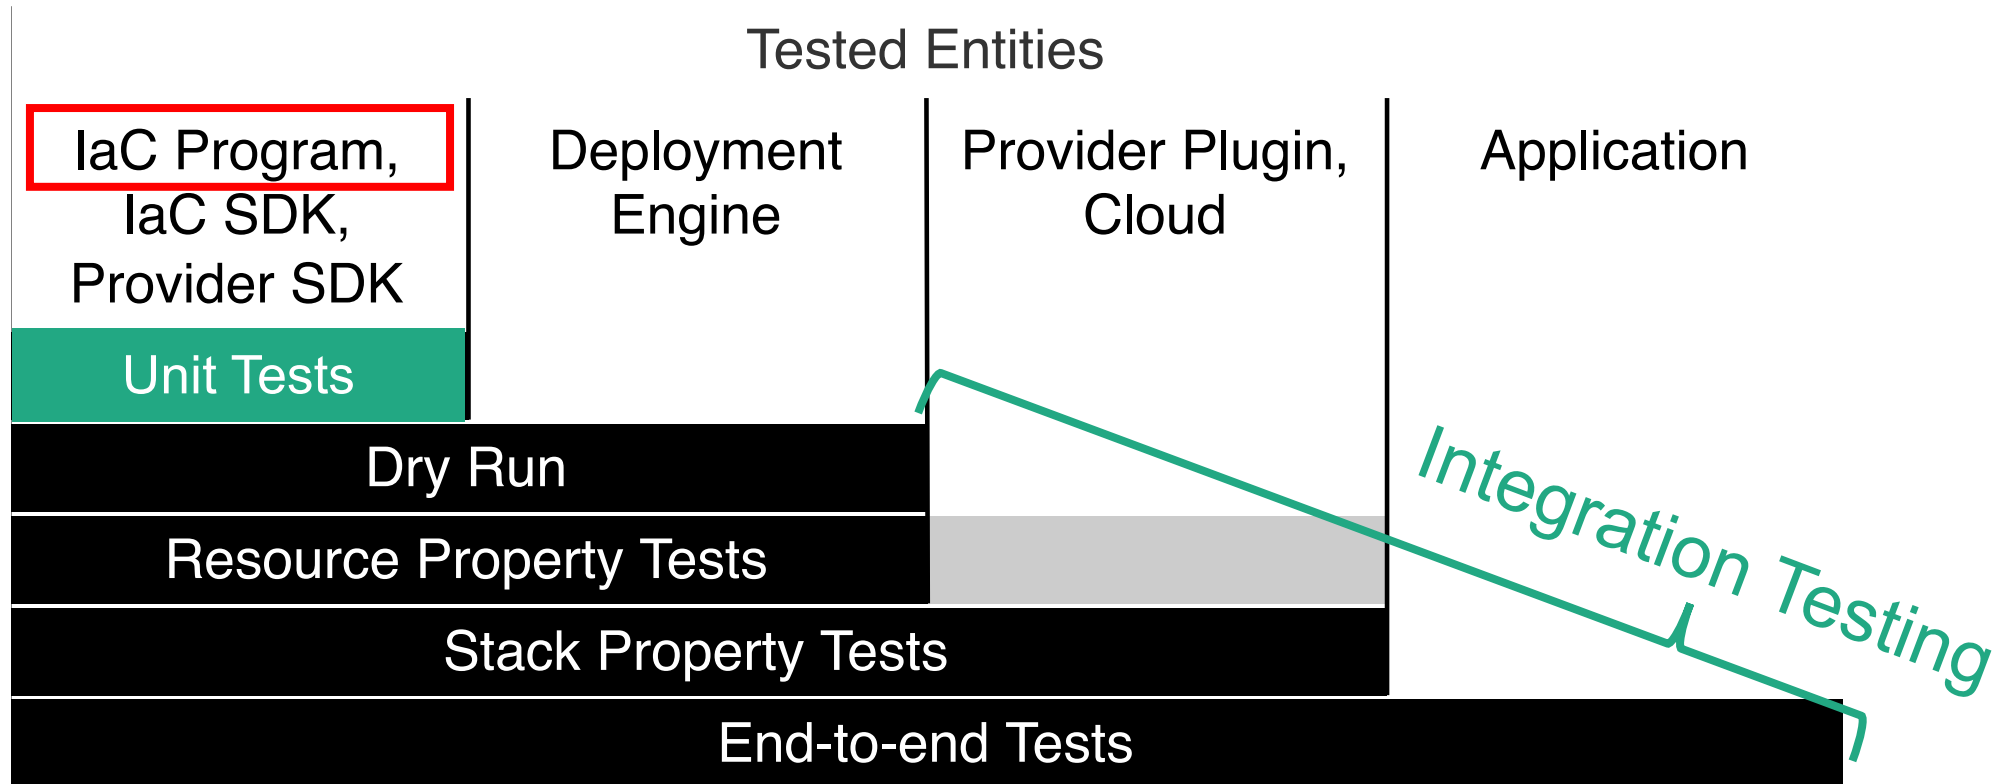 Tested Entities
IaC Program,
IaC SDK,
Provider SDK
Deployment
Engine
Provider Plugin,
Cloud
Application
Unit Tests
Dry Run
Resource Property Tests
Stack Property Tests
End-to-end Tests
Integration Testing